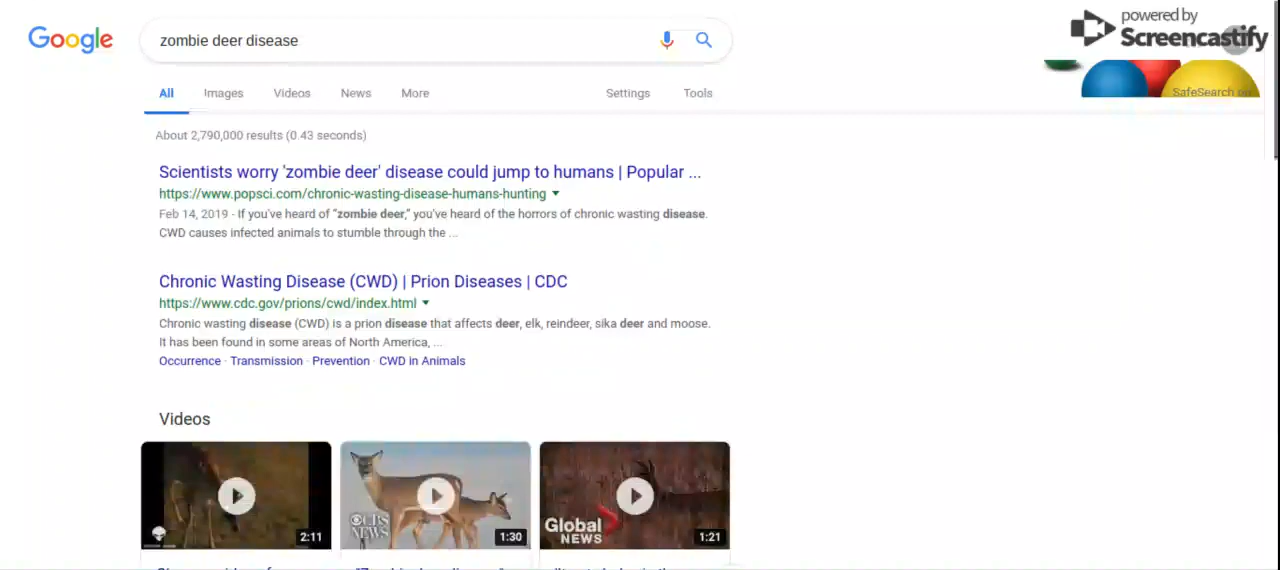 powered by
Screencastify
Google
zombie deer disease
All Images Videos News More Settings Tools
SafeSearch on
About 2,790,000 results (0.43 seconds)
Scientists worry 'zombie deer' disease could jump to humans | Popular ...
https://www.popsci.com/chronic-wasting-disease-humans-hunting
Feb 14, 2019 - If you've heard of "zombie deer," you've heard of the horrors of chronic wasting disease.
CWD causes infected animals to stumble through the ...
Chronic Wasting Disease (CWD) | Prion Diseases | CDC
https://www.cdc.gov/prions/cwd/index.html
Chronic wasting disease (CWD) is a prion disease that affects deer, elk, reindeer, sika deer and moose.
It has been found in some areas of North America, ...
Occurrence · Transmission · Prevention · CWD in Animals
Videos
2:11
CBS
NEWS
1:30
Global
NEWS
1:21